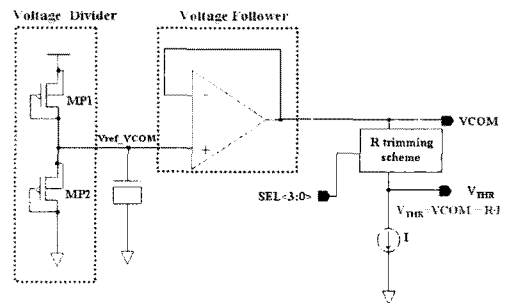 Voltage Divider
Voltage Follower
MP1
Vref_VCOM
MP2
-
+
VCOM
R trimming
scheme
SEL<3:0>
VTHR
VTHR=VCOM-R·I
I